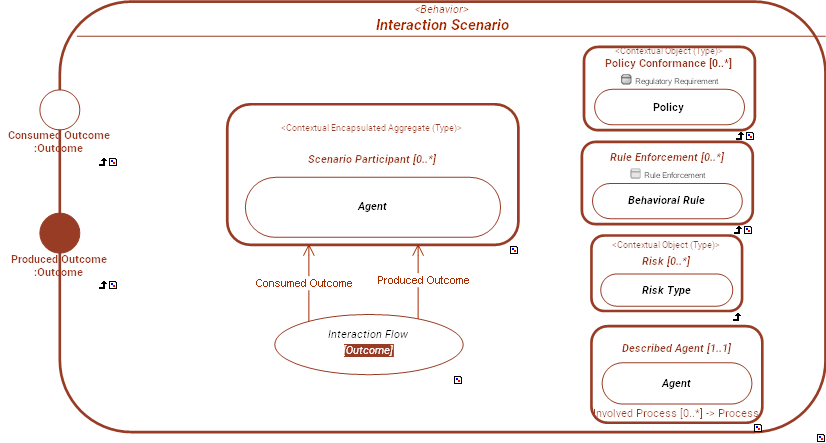 <Behavior>
Interaction Scenario
Consumed Outcome
:Outcome
Produced Outcome
:Outcome
<Contextual Encapsulated Aggregate (Type)>
Scenario Participant [0..*]
Agent
Consumed Outcome
Produced Outcome
Interaction Flow
[Outcome]
<Contextual Object (Type)>
Policy Conformance [0..*]
Regulatory Requirement
Policy
Rule Enforcement [0..*]
Rule Enforcement
Behavioral Rule
<Contextual Object (Type)>
Risk [0..*]
Risk Type
Described Agent [1..1]
Agent
Involved Process [0..*] -> Process